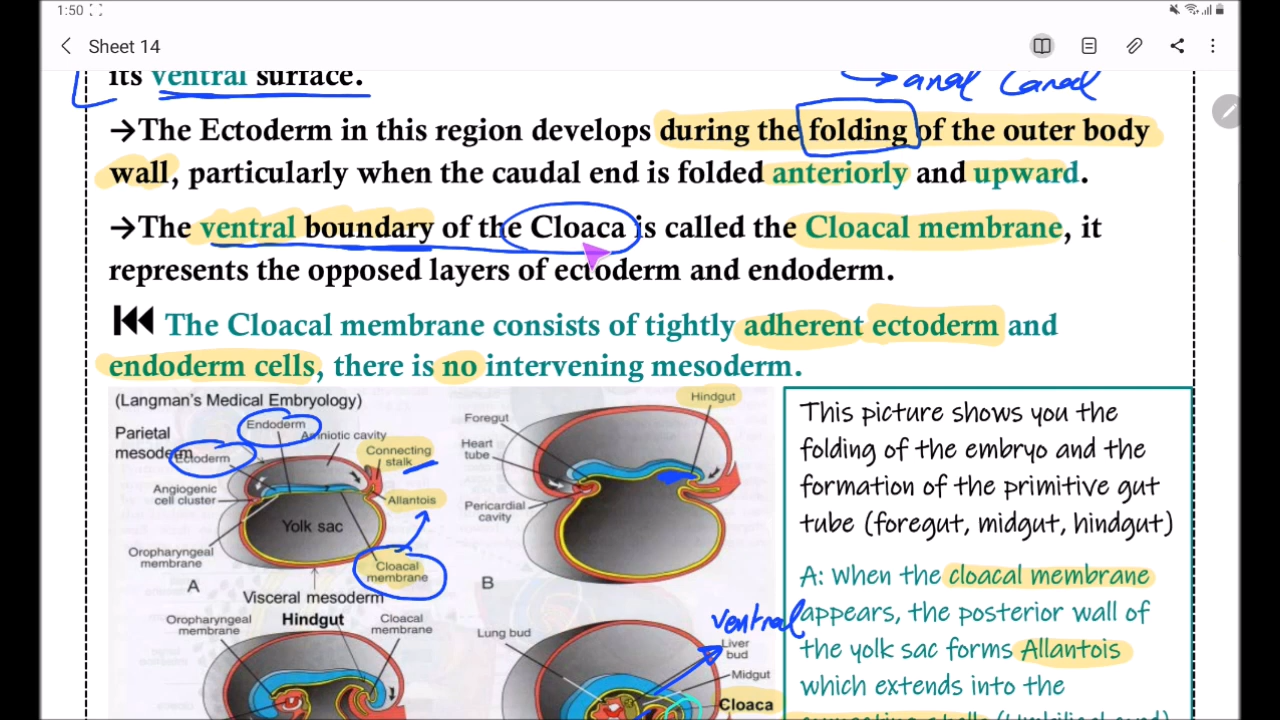 1:50
Sheet 14
its ventral surface.
anal Canal
→The Ectoderm in this region develops during the folding of the outer body
wall, particularly when the caudal end is folded anteriorly and upward.
→The ventral boundary of the Cloaca is called the Cloacal membrane, it
represents the opposed layers of ectoderm and endoderm.
The Cloacal membrane consists of tightly adherent ectoderm and
endoderm cells, there is no intervening mesoderm.
(Langman's Medical Embryology)
Parietal
mesoderm
Endoderm
Amniotic cavity
Ectoderm
Connecting
stalk
Angiogenic
cell cluster
Allantois
Yolk sac
Oropharyngeal
membrane
Cloacal
membrane
A
Visceral mesoderm
Hindgut
Foregut
Heart
tube
Pericardial
cavity
B
Oropharyngeal
membrane
Hindgut
Cloacal
membrane
Lung bud
ventral
Liver
bud
Midgut
Cloaca
This picture shows you the
folding of the embryo and the
formation of the primitive gut
tube (foregut, midgut, hindgut)
A: When the cloacal membrane
appears, the posterior wall of
the yolk sac forms Allantois
which extends into the